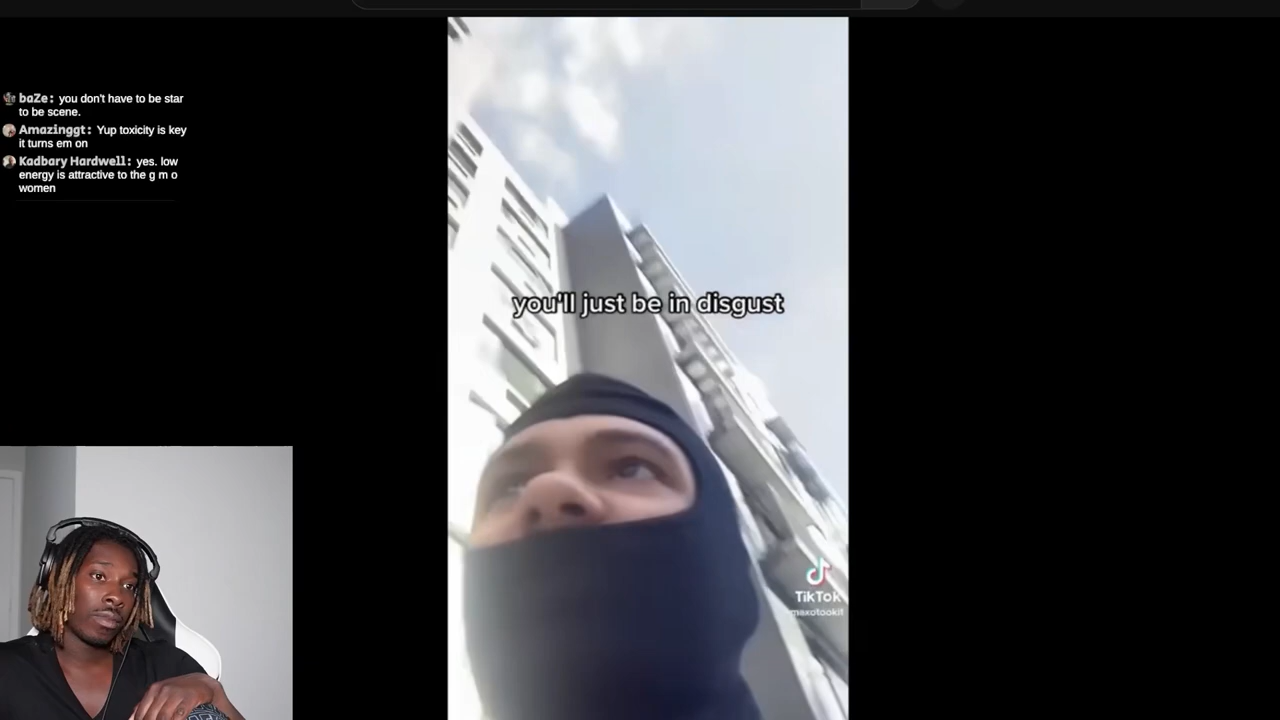 baZe: you don't have to be star
to be scene.
Amazinggt: Yup toxicity is key
it turns em on
Kadbary Hardwell: yes. low
energy is attractive to the g m o
women
you'll just be in disgust
TikTok
maxotookit